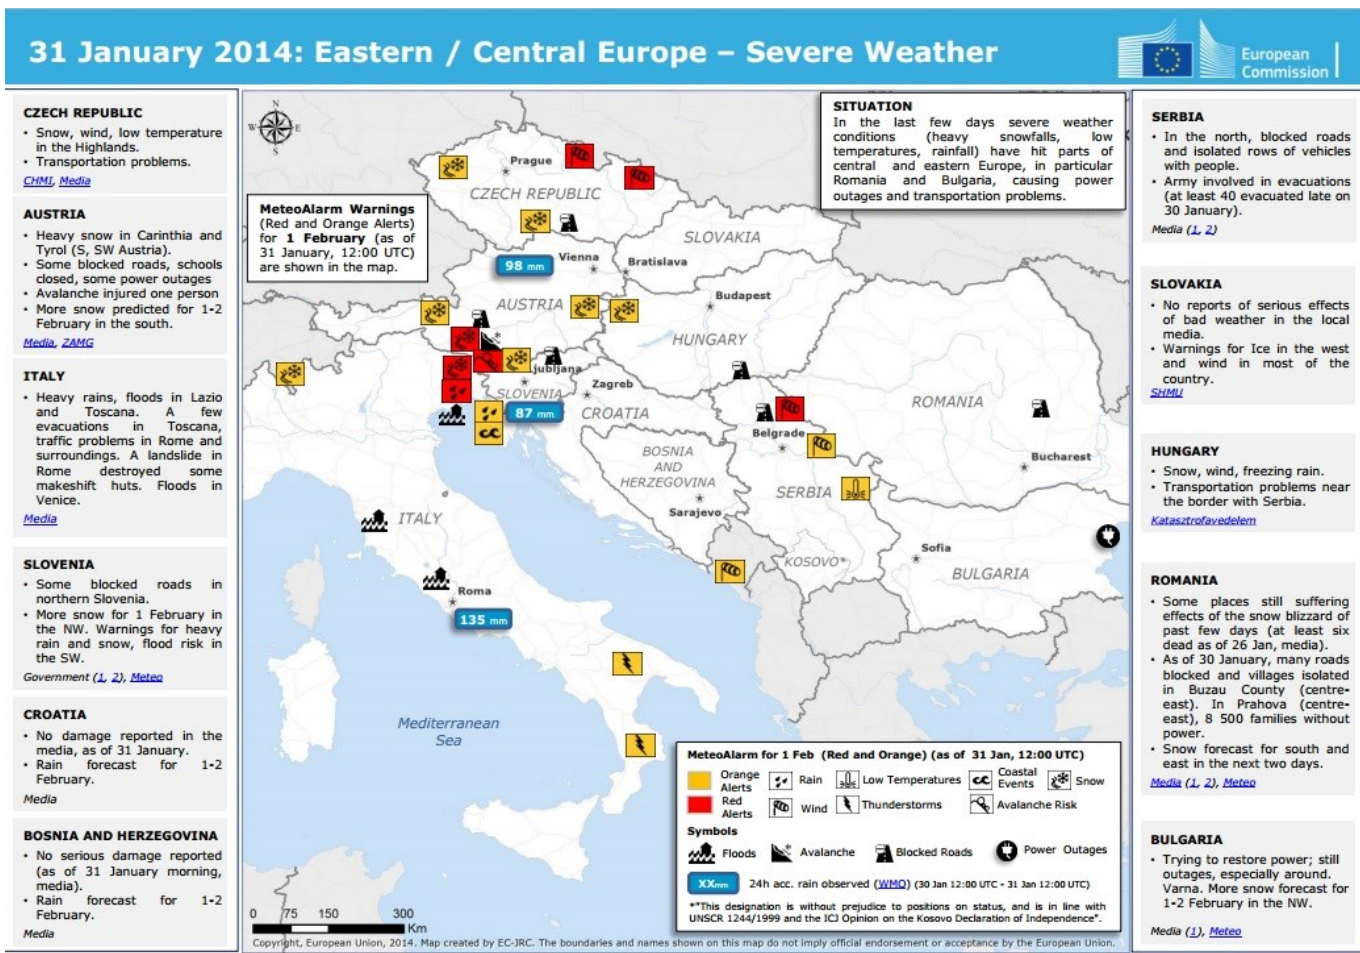 31 January 2014: Eastern / Central Europe – Severe Weather
European
Commission
CZECH REPUBLIC
• Snow, wind, low temperature
in the Highlands.
• Transportation problems.
CHMI, Media
AUSTRIA
• Heavy snow in Carinthia and
Tyrol (S, SW Austria).
• Some blocked roads, schools
closed, some power outages
• Avalanche injured one person
• More snow predicted for 1-2
February in the south.
Media, ZAMG
ITALY
• Heavy rains, floods in Lazio
and Toscana. A few
evacuations in Toscana,
traffic problems in Rome and
surroundings. A landslide in
Rome destroyed some
makeshift huts. Floods in
Venice.
Media
SLOVENIA
• Some blocked roads in
northern Slovenia.
• More snow for 1 February in
the NW. Warnings for heavy
rain and snow, flood risk in
the SW.
Government (1, 2), Meteo
CROATIA
• No damage reported in the
media, as of 31 January.
• Rain forecast for 1-2
February.
Media
BOSNIA AND HERZEGOVINA
• No serious damage reported
(as of 31 January morning,
media).
• Rain forecast for 1-2
February.
Media
N
W E
S
MeteoAlarm Warnings
(Red and Orange Alerts)
for 1 February (as of
31 January, 12:00 UTC)
are shown in the map.
SITUATION
In the last few days severe weather
conditions (heavy snowfalls, low
temperatures, rainfall) have hit parts of
central and eastern Europe, in particular
Romania and Bulgaria, causing power
outages and transportation problems.
Prague
CZECH REPUBLIC
SLOVAKIA
98 mm
Vienna
Bratislava
AUSTRIA
Budapest
HUNGARY
Ljubljana
SLOVENIA
Zagreb
87 mm
CROATIA
ROMANIA
Belgrade
BOSNIA
AND
HERZEGOVINA
Bucharest
SERBIA
Sarajevo
ITALY
KOSOVO*
Sofia
BULGARIA
Roma
135 mm
Mediterranean
Sea
MeteoAlarm for 1 Feb (Red and Orange) (as of 31 Jan, 12:00 UTC)
Orange
Alerts
Rain
Low Temperatures
Coastal
Events
Snow
Red
Alerts
Wind
Thunderstorms
Avalanche Risk
Symbols
Floods
Avalanche
Blocked Roads
Power Outages
XXmm
24h acc. rain observed (WMO) (30 Jan 12:00 UTC - 31 Jan 12:00 UTC)
*"This designation is without prejudice to positions on status, and is in line with
UNSCR 1244/1999 and the ICJ Opinion on the Kosovo Declaration of Independence".
0 75 150 300
Km
Copyright, European Union, 2014. Map created by EC-JRC. The boundaries and names shown on this map do not imply official endorsement or acceptance by the European Union.
SERBIA
• In the north, blocked roads
and isolated rows of vehicles
with people.
• Army involved in evacuations
(at least 40 evacuated late on
30 January).
Media (1, 2)
SLOVAKIA
• No reports of serious effects
of bad weather in the local
media.
• Warnings for Ice in the west
and wind in most of the
country.
SHMU
HUNGARY
• Snow, wind, freezing rain.
• Transportation problems near
the border with Serbia.
Katasztrofavedelem
ROMANIA
• Some places still suffering
effects of the snow blizzard of
past few days (at least six
dead as of 26 Jan, media).
• As of 30 January, many roads
blocked and villages isolated
in Buzau County (centre-
east). In Prahova (centre-
east), 8 500 families without
power.
• Snow forecast for south and
east in the next two days.
Media (1, 2), Meteo
BULGARIA
• Trying to restore power; still
outages, especially around.
Varna. More snow forecast for
1-2 February in the NW.
Media (1), Meteo